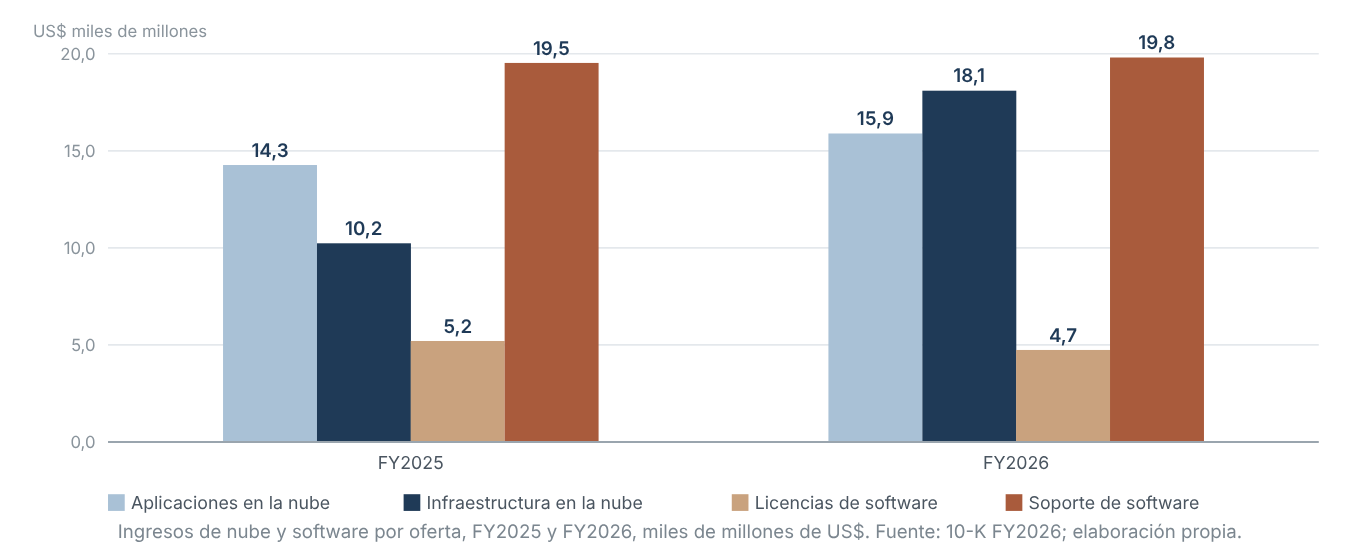 US$ miles de millones
20,0
15,0
10,0
5,0
0,0
14,3
10,2
5,2
19,5
15,9
18,1
4,7
19,8
FY2025
FY2026
Aplicaciones en la nube
Infraestructura en la nube
Licencias de software
Soporte de software
Ingresos de nube y software por oferta, FY2025 y FY2026, miles de millones de US$. Fuente: 10-K FY2026; elaboración propia.